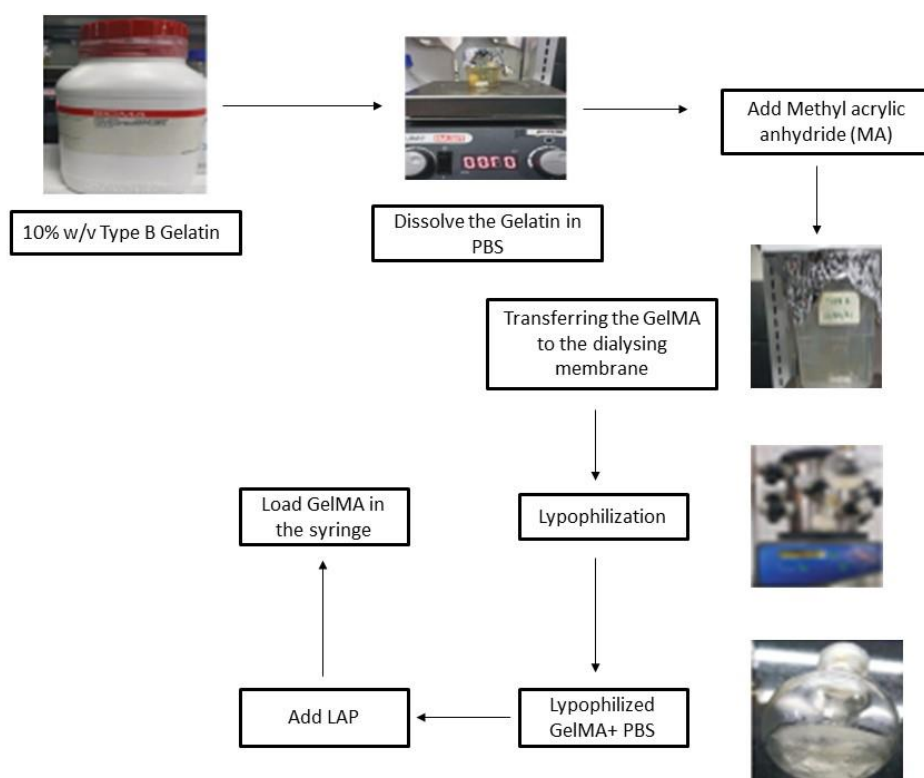 10% w/v Type B Gelatin
Dissolve the Gelatin in
PBS
Add Methyl acrylic
anhydride (MA)
Transferring the GelMA
to the dialysing
membrane
Load GelMA in
the syringe
Lypophilization
Add LAP
Lypophilized
GelMA+ PBS